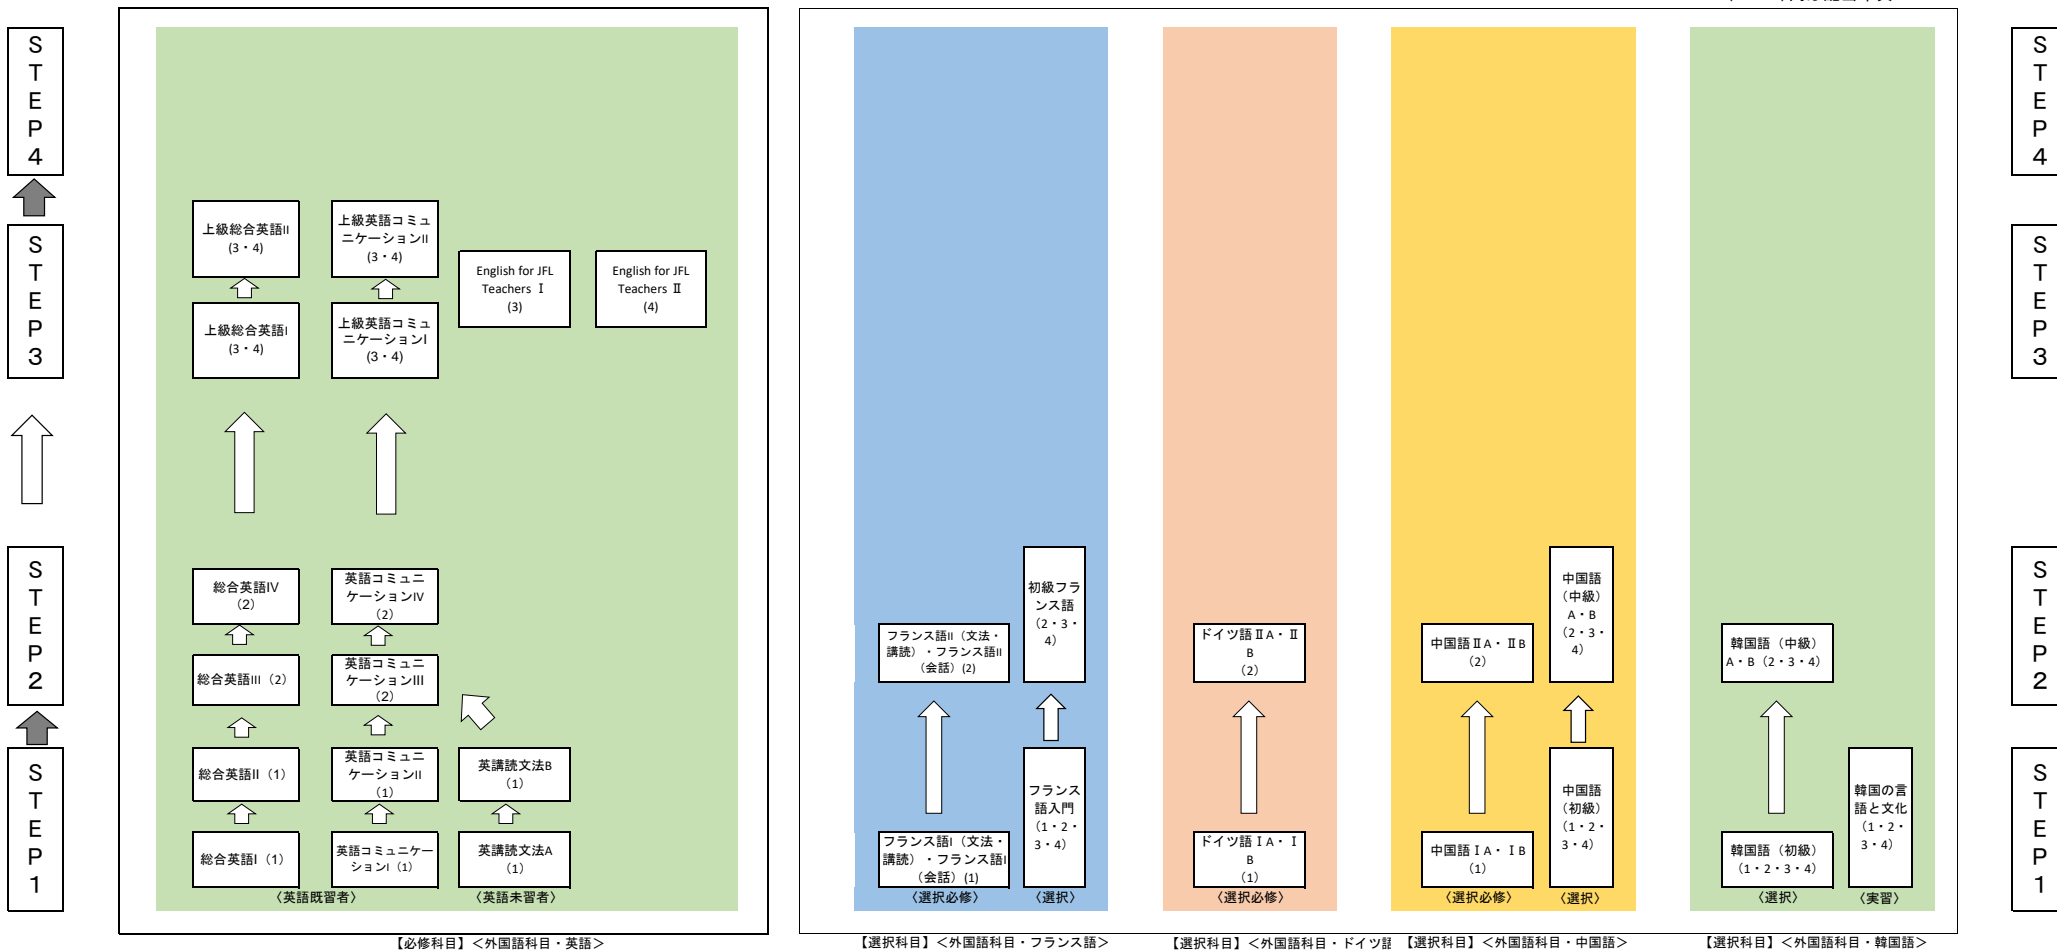 STEP4
STEP3
STEP2
STEP1
上級総合英語II
(3・4)
上級英語コミュ
ニケーションII
(3・4)
English for JFL
Teachers Ⅰ
(3)
English for JFL
Teachers Ⅱ
(4)
上級総合英語I
(3・4)
上級英語コミュ
ニケーションI
(3・4)
総合英語IV
(2)
英語コミュニ
ケーションIV
(2)
総合英語III(2)
英語コミュニ
ケーションIII
(2)
総合英語II(1)
英語コミュニ
ケーションII
(1)
英講読文法B
(1)
総合英語I(1)
英語コミュニケー
ションI(1)
英講読文法A
(1)
〈英語既習者〉
〈英語未習者〉
【必修科目】<外国語科目・英語>
初級フラ
ンス語
(2・3・
4)
フランス語II(文法・
講読)・フランス語II
(会話)(2)
フランス
語入門
(1・2・
3・4)
フランス語I(文法・
講読)・フランス語I
(会話)(1)
〈選択必修〉
〈選択〉
【選択科目】<外国語科目・フランス語>
ドイツ語ⅡA・Ⅱ
B
(2)
ドイツ語ⅠA・Ⅰ
B
(1)
〈選択必修〉
【選択科目】<外国語科目・ドイツ語
中国語
(中級)
A・B
(2・3・
4)
中国語ⅡA・ⅡB
(2)
中国語
(初級)
(1・2・
3・4)
中国語ⅠA・ⅠB
(1)
〈選択必修〉
〈選択〉
【選択科目】<外国語科目・中国語>
韓国語(中級)
A・B(2・3・4)
韓国の言
語と文化
(1・2・
3・4)
韓国語(初級)
(1・2・3・4)
〈選択〉
〈実習〉
【選択科目】<外国語科目・韓国語>
STEP4
STEP3
STEP2
STEP1